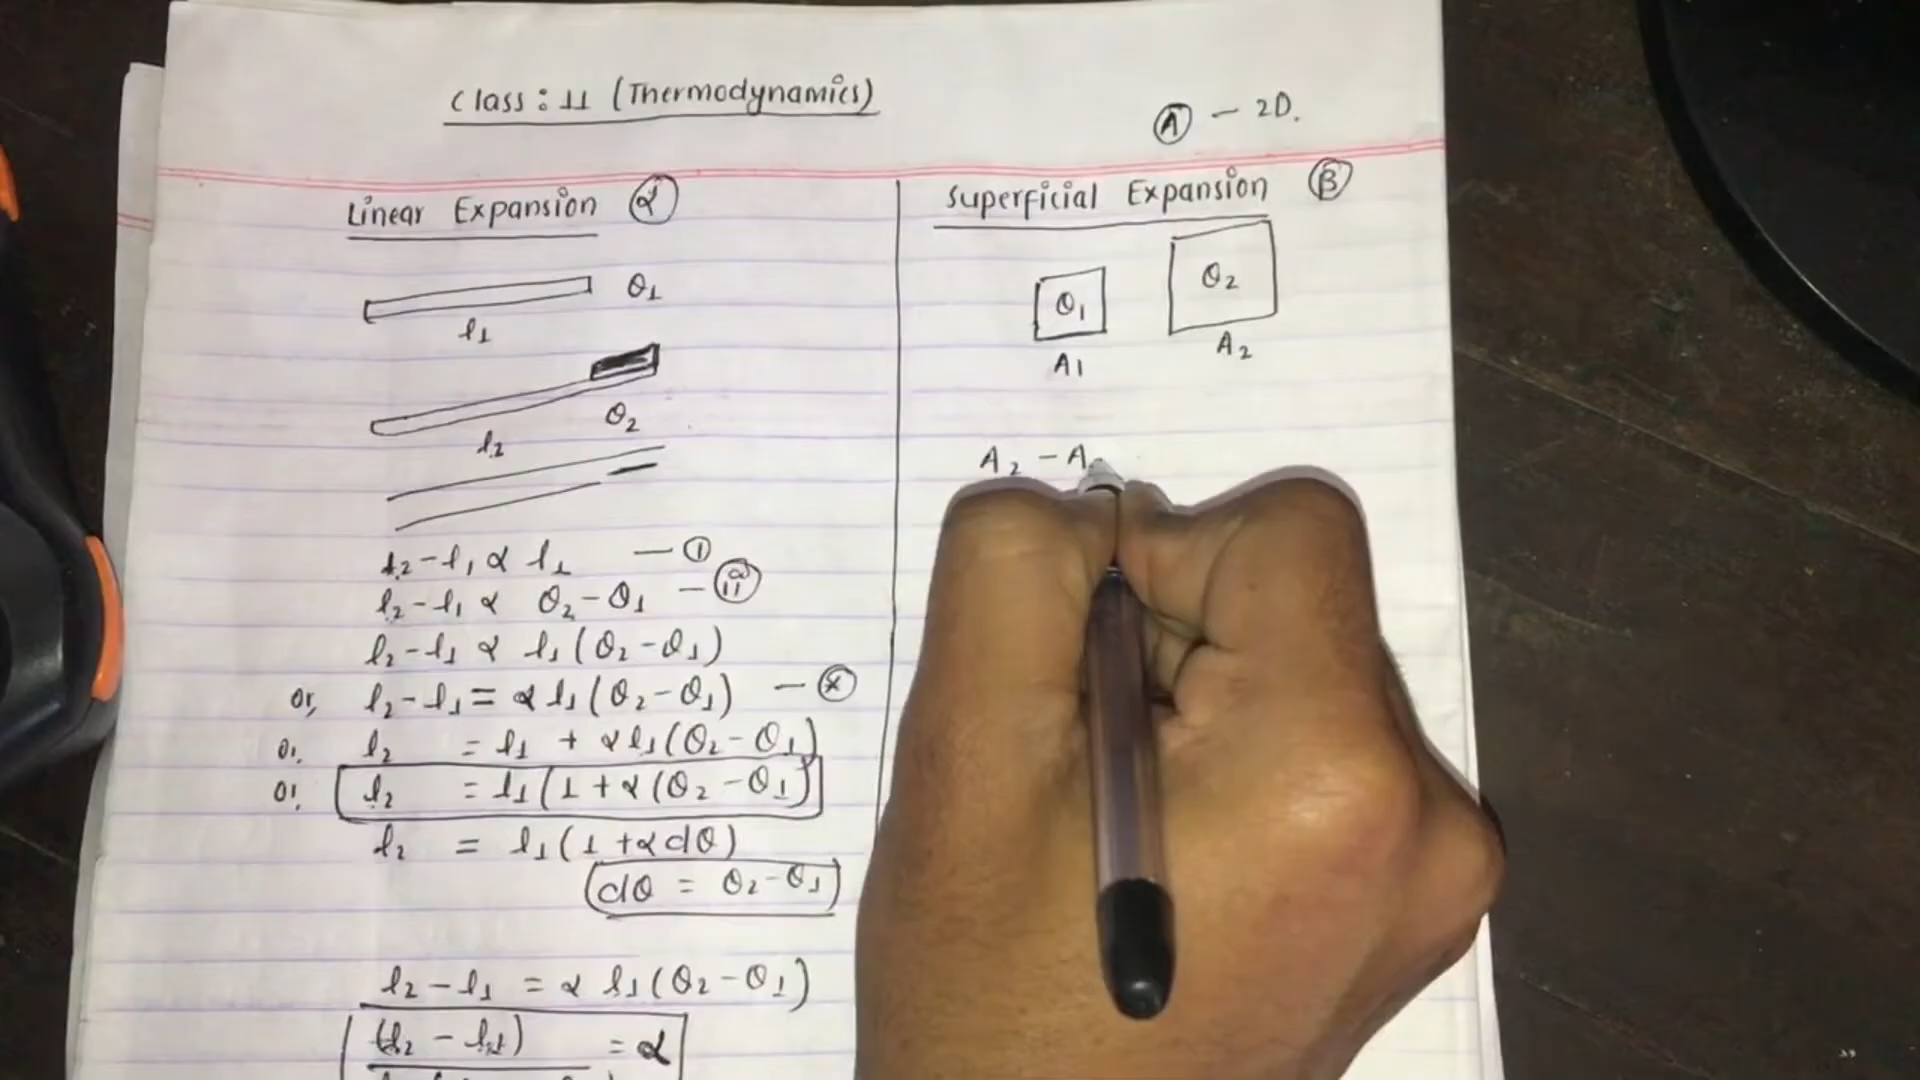 Class: 11 (Thermodynamics)
A - 2D.
Linear Expansion α
θ1
l1
θ2
l2
l2 - l1 α l1 — (i)
l2 - l1 α θ2 - θ1 — (ii)
l2 - l1 α l1 (θ2 - θ1)
or, l2 - l1 = α l1 (θ2 - θ1) — (*)
or, l2 = l1 + α l1 (θ2 - θ1)
or, l2 = l1 (1 + α (θ2 - θ1)
l2 = l1 (1 + α dθ)
dθ = θ2 - θ1
l2 - l1 = α l1 (θ2 - θ1)
(l2 - l1) = α
Superficial Expansion β
θ1
θ2
A1
A2
A2 - A